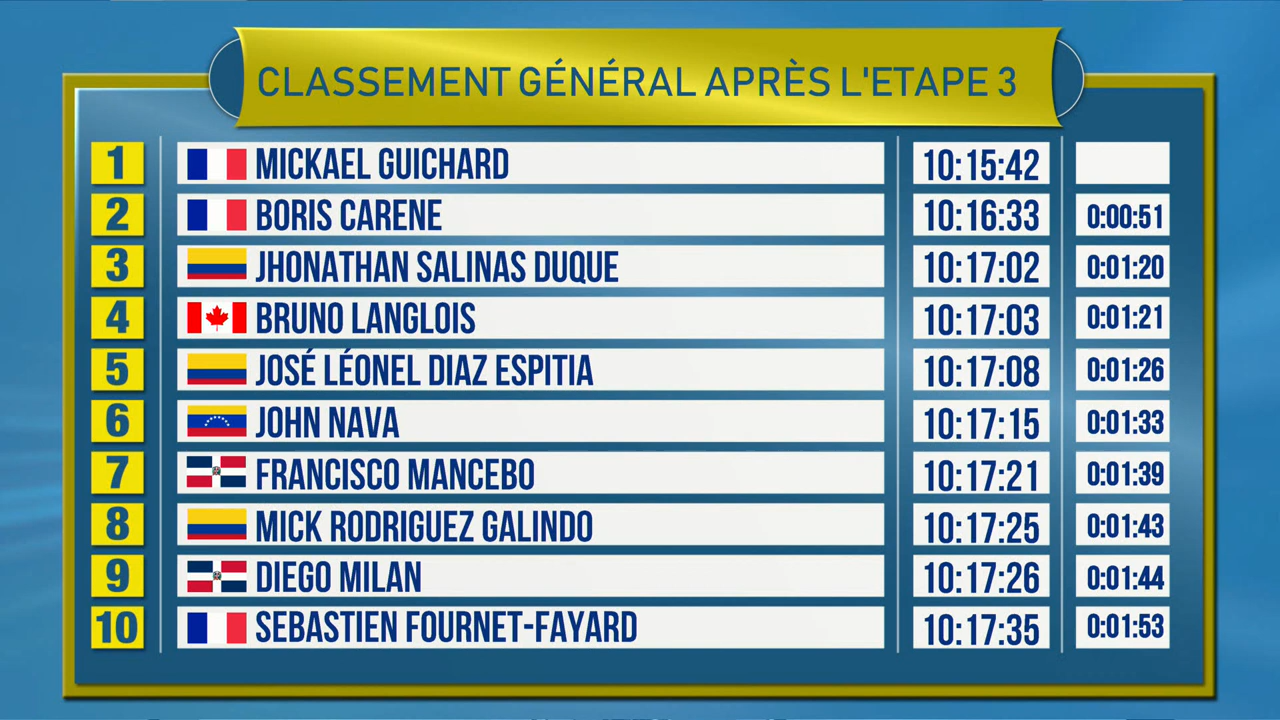 CLASSEMENT GÉNÉRAL APRÈS L'ETAPE 3
1 MICKAEL GUICHARD 10:15:42
2 BORIS CARENE 10:16:33 0:00:51
3 JHONATHAN SALINAS DUQUE 10:17:02 0:01:20
4 BRUNO LANGLOIS 10:17:03 0:01:21
5 JOSÉ LÉONEL DIAZ ESPITIA 10:17:08 0:01:26
6 JOHN NAVA 10:17:15 0:01:33
7 FRANCISCO MANCEBO 10:17:21 0:01:39
8 MICK RODRIGUEZ GALINDO 10:17:25 0:01:43
9 DIEGO MILAN 10:17:26 0:01:44
10 SEBASTIEN FOURNET-FAYARD 10:17:35 0:01:53